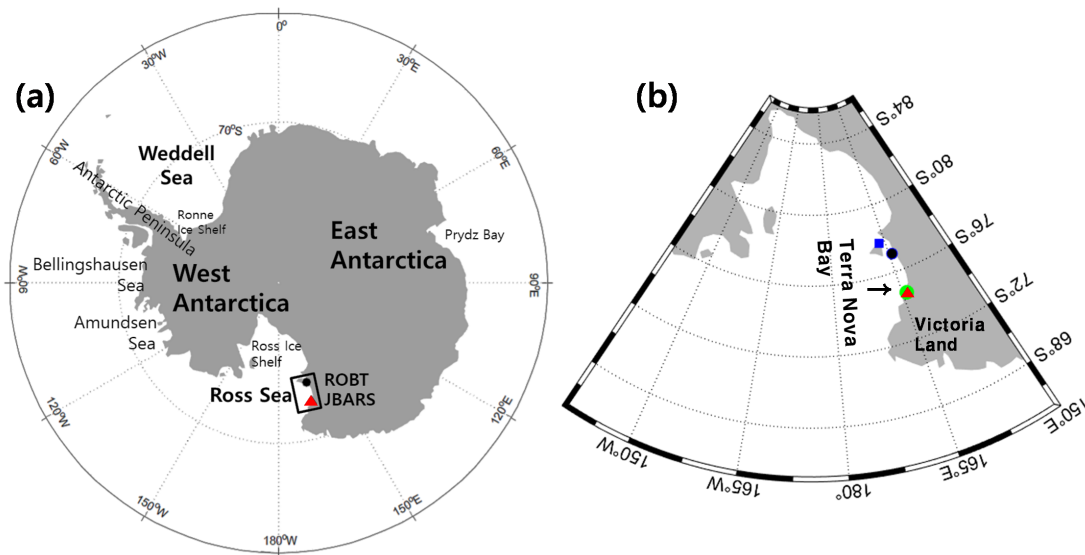 (a)
0°
30°W
30°E
60°W
60°E
90°W
90°E
120°W
120°E
150°W
150°E
180°W
70°S
Weddell
Sea
Antarctic Peninsula
Ronne
Ice Shelf
East
Antarctica
Prydz Bay
Bellingshausen
Sea
West
Antarctica
Amundsen
Sea
Ross Ice
Shelf
Ross Sea
ROBT
JBARS
(b)
84°S
80°S
76°S
72°S
68°S
Terra Nova
Bay
Victoria
Land
150°W
165°W
180°
165°E
150°E